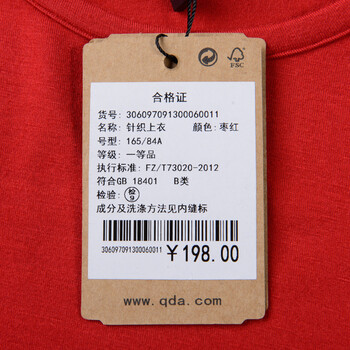 FSC
合格证
货号: 306097091300060011
名称: 针织上衣 颜色: 枣红
号型: 165/84A
等级: 一等品
执行标准: FZ/T73020-2012
符合GB 18401 B类
检验: 检9
成分及洗涤方法见内缝标
306097091300060011
￥198.00
www.qda.com